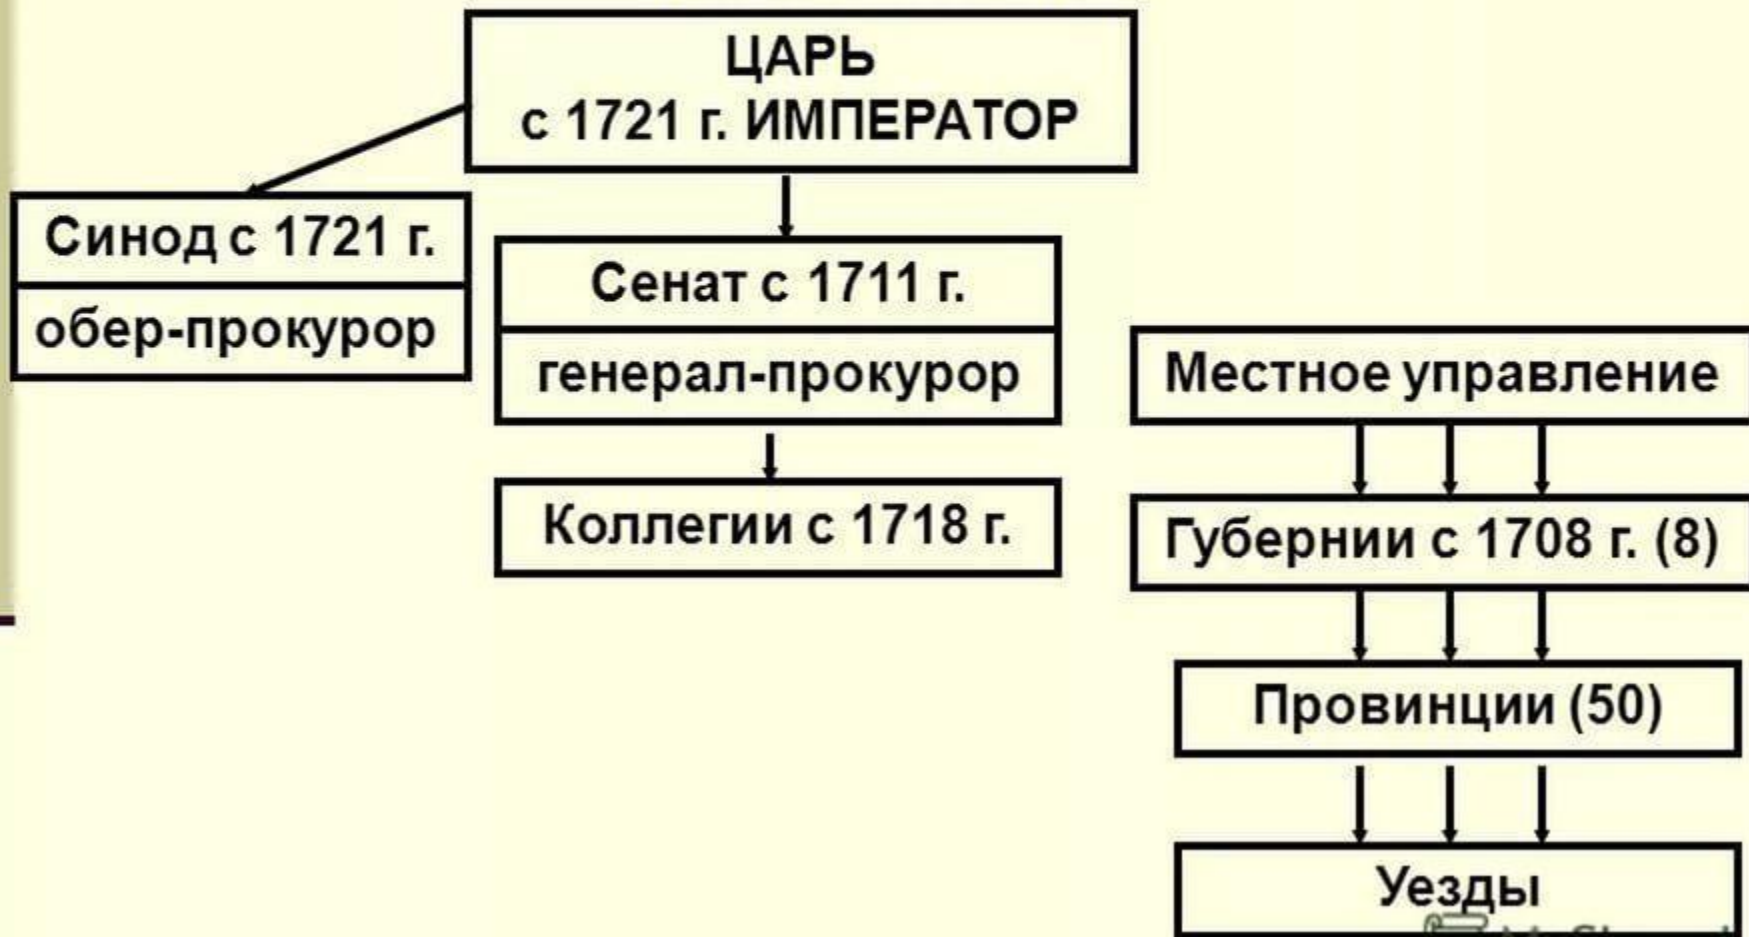 ЦАРЬ
с 1721 г. ИМПЕРАТОР
Синод с 1721 г.
обер-прокурор
Сенат с 1711 г.
генерал-прокурор
Коллегии с 1718 г.
Местное управление
Губернии с 1708 г. (8)
Провинции (50)
Уезды